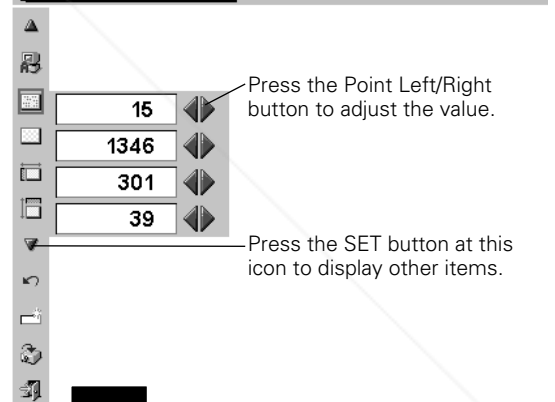 Press the Point Left/Right
button to adjust the value.
15
1346
301
39
Press the SET button at this
icon to display other items.